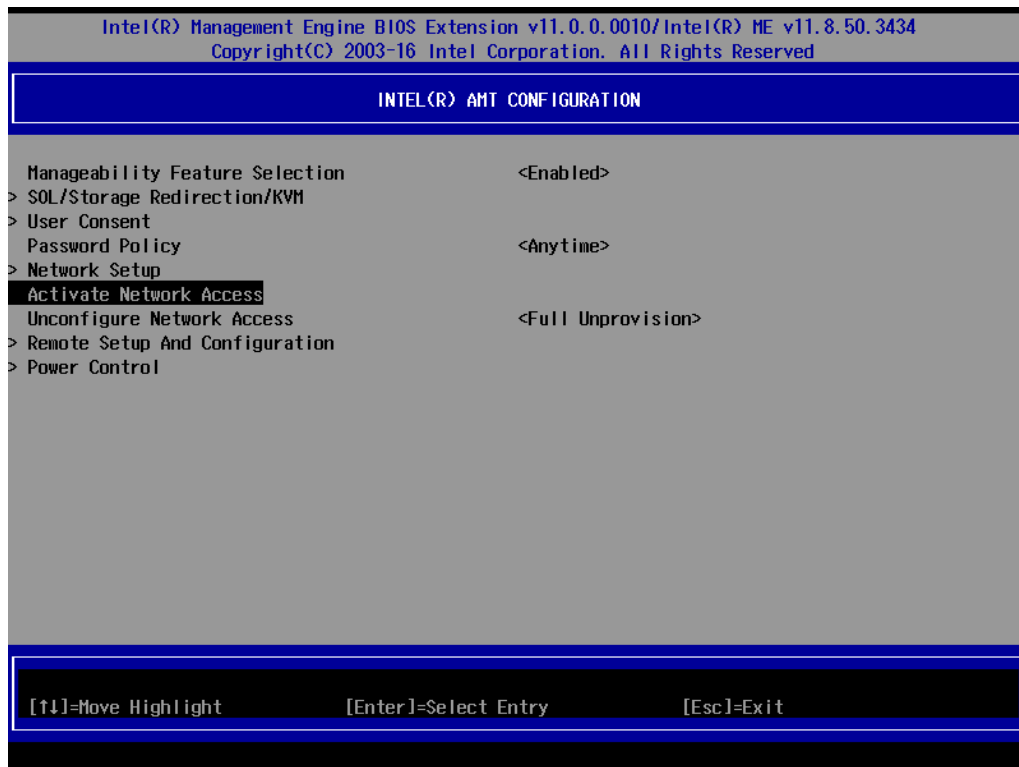 Intel(R) Management Engine BIOS Extension v11.0.0.0010/Intel(R) ME v11.8.50.3434
Copyright(C) 2003-16 Intel Corporation. All Rights Reserved
INTEL(R) AMT CONFIGURATION
Manageability Feature Selection <Enabled>
> SOL/Storage Redirection/KVM
> User Consent
Password Policy <Anytime>
> Network Setup
Activate Network Access
Unconfigure Network Access <Full Unprovision>
> Remote Setup And Configuration
> Power Control
[↑↓]=Move Highlight [Enter]=Select Entry [Esc]=Exit